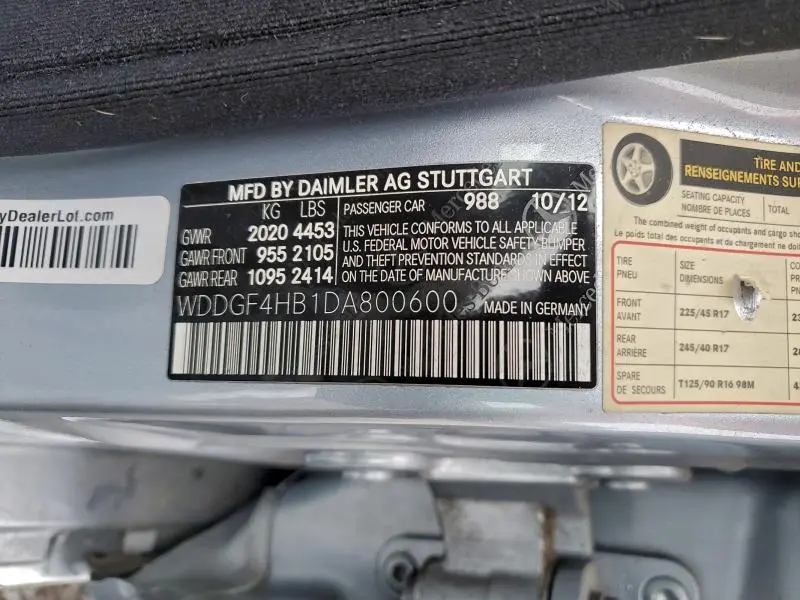 yDealerLot.com
MFD BY DAIMLER AG STUTTGART
KG LBS
GVWR 2020 4453
GAWR FRONT 955 2105
GAWR REAR 1095 2414
PASSENGER CAR 988 10/12
THIS VEHICLE CONFORMS TO ALL APPLICABLE
U.S. FEDERAL MOTOR VEHICLE SAFETY BUMPER
AND THEFT PREVENTION STANDARDS IN EFFECT
ON THE DATE OF MANUFACTURE SHOWN ABOVE
WDDGF4HB1DA800600
MADE IN GERMANY
TIRE AND
RENSEIGNEMENTS SUR
SEATING CAPACITY
NOMBRE DE PLACES
TOTAL
The combined weight of occupants and cargo sho
Le poids total des occupants et du chargement ne doi
TIRE
PNEU
SIZE
DIMENSIONS
FRONT
AVANT
225/45 R17
REAR
ARRIÈRE
245/40 R17
SPARE
DE SECOURS
T125/90 R16 98M